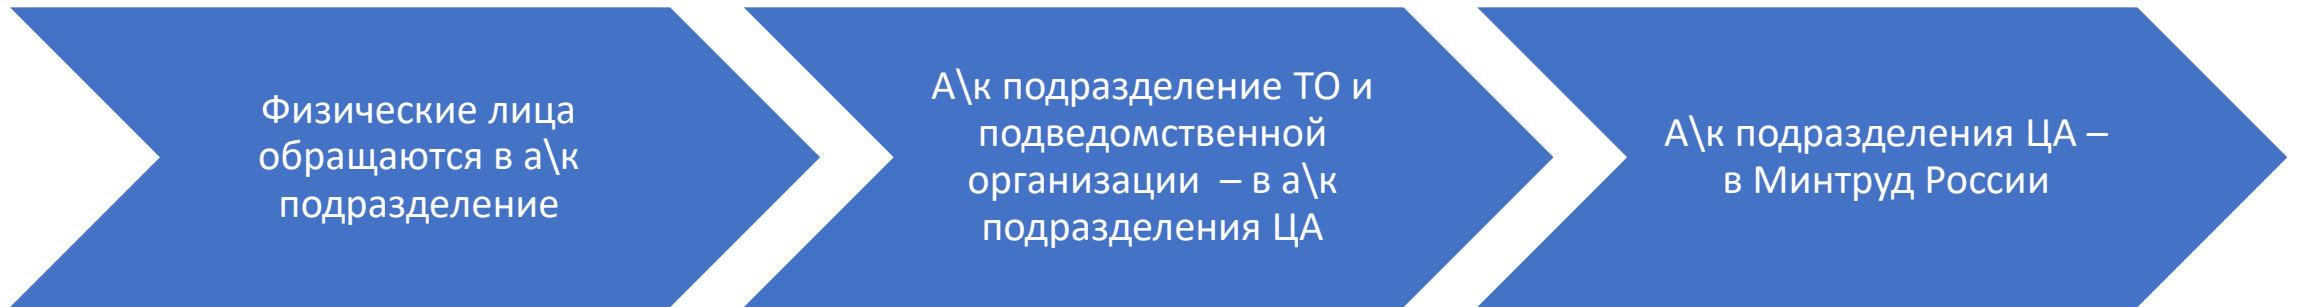 Физические лица
обращаются в а\к
подразделение
А\к подразделение ТО и
подведомственной
организации – в а\к
подразделения ЦА
А\к подразделения ЦА –
в Минтруд России